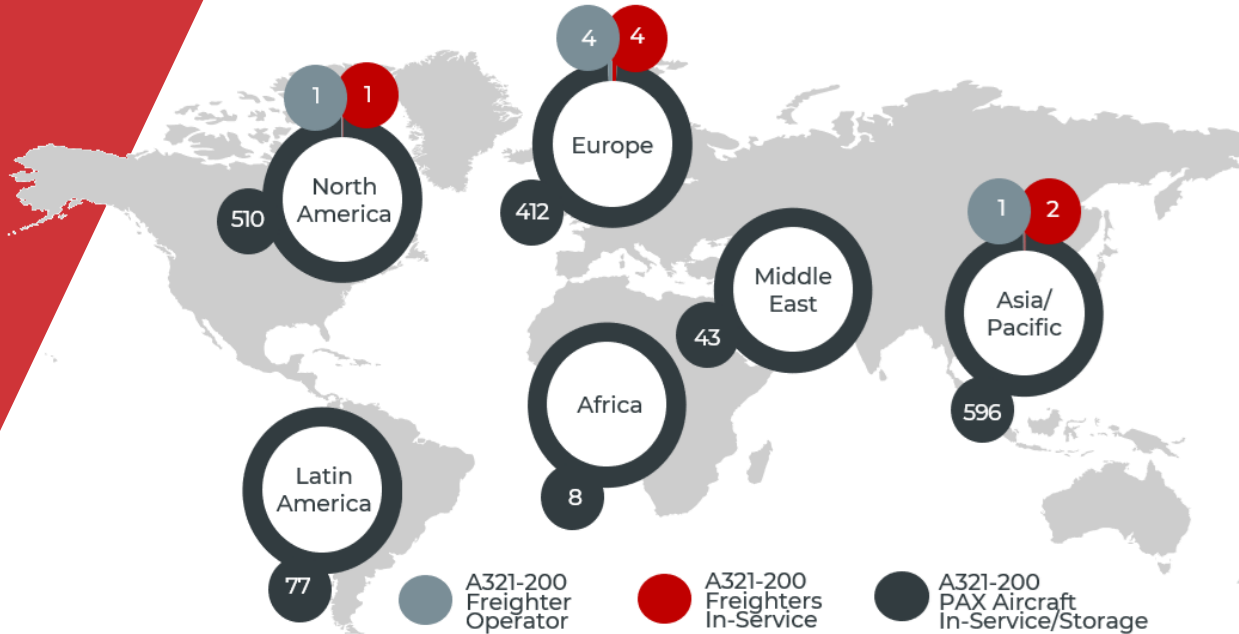 4 4
1 1
Europe
North
America
510
412
1 2
Middle
East
Asia/
Pacific
43
Africa
596
Latin
America
8
77
A321-200
Freighter
Operator
A321-200
Freighters
In-Service
A321-200
PAX Aircraft
In-Service/Storage